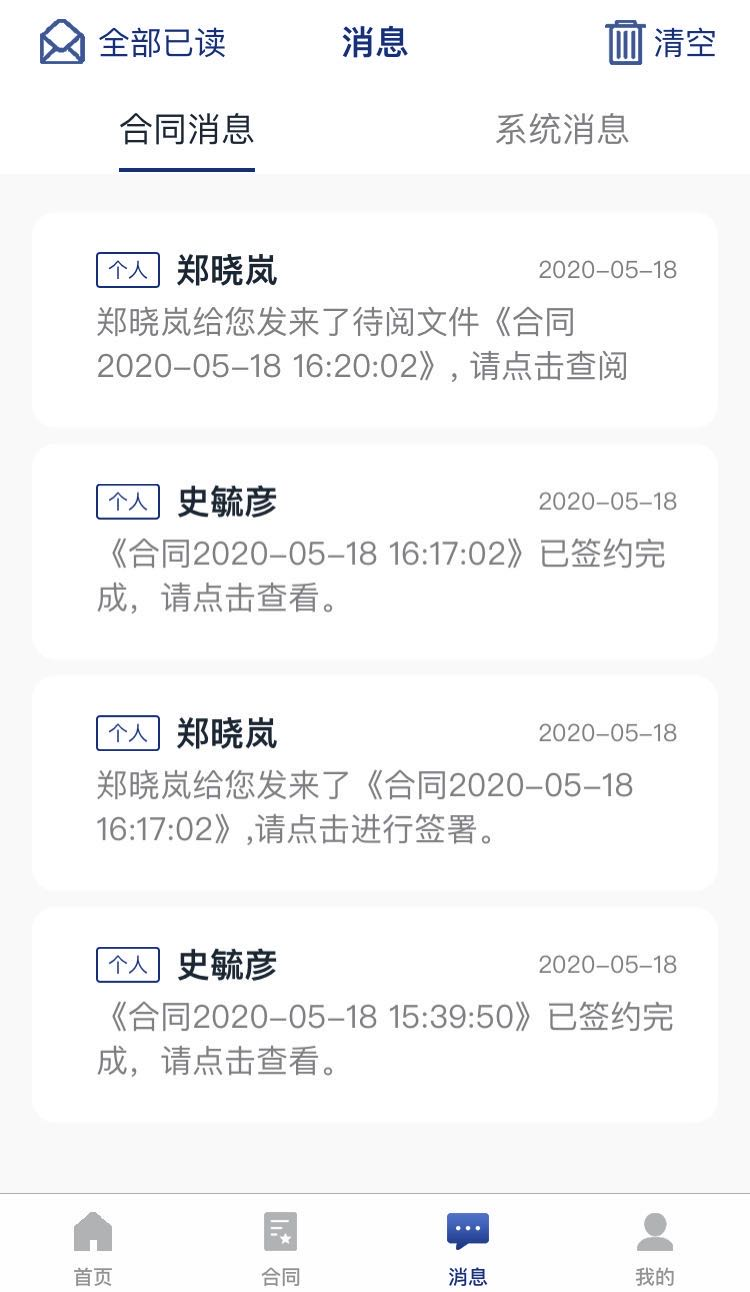 全部已读 消息 清空
合同消息 系统消息
个人 郑晓岚 2020-05-18
郑晓岚给您发来了待阅文件《合同
2020-05-18 16:20:02》, 请点击查阅
个人 史毓彦 2020-05-18
《合同2020-05-18 16:17:02》已签约完
成，请点击查看。
个人 郑晓岚 2020-05-18
郑晓岚给您发来了《合同2020-05-18
16:17:02》,请点击进行签署。
个人 史毓彦 2020-05-18
《合同2020-05-18 15:39:50》已签约完
成，请点击查看。
首页 合同 消息 我的